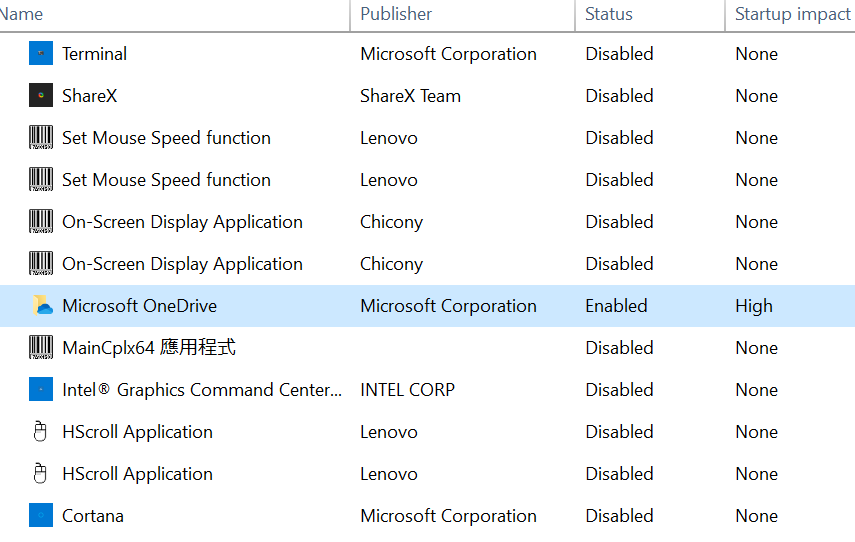 Name Publisher Status Startup impact
Terminal Microsoft Corporation Disabled None
ShareX ShareX Team Disabled None
Set Mouse Speed function Lenovo Disabled None
Set Mouse Speed function Lenovo Disabled None
On-Screen Display Application Chicony Disabled None
On-Screen Display Application Chicony Disabled None
Microsoft OneDrive Microsoft Corporation Enabled High
MainCplx64 應用程式 Disabled None
Intel® Graphics Command Center... INTEL CORP Disabled None
HScroll Application Lenovo Disabled None
HScroll Application Lenovo Disabled None
Cortana Microsoft Corporation Disabled None